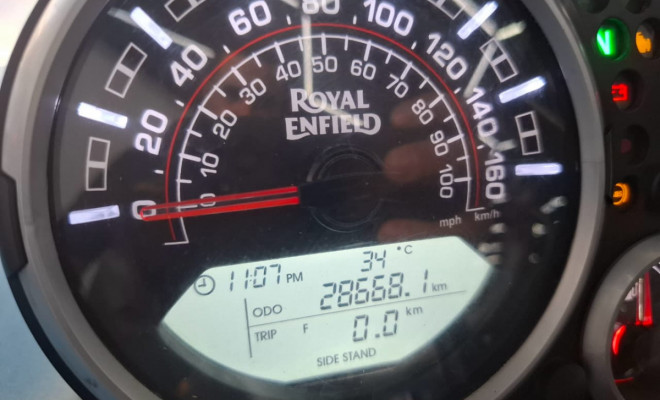 60 80 100
40 120
20 140
0 160
0 10 20 30 40 50 60 70 80 90 100
ROYAL
ENFIELD
mph km/h
34 °C
11:07 PM
ODO 28668.1 km
TRIP F 0.0 km
SIDE STAND
N